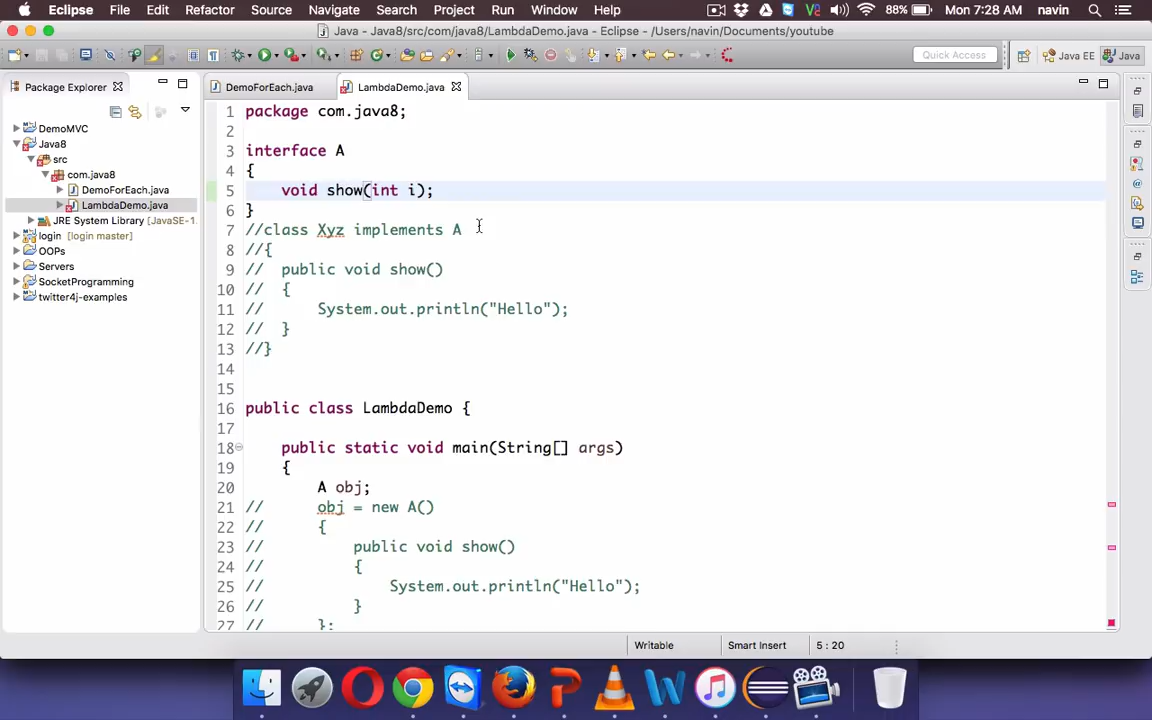 Eclipse File Edit Refactor Source Navigate Search Project Run Window Help 88% Mon 7:28 AM navin
Java - Java8/src/com/java8/LambdaDemo.java - Eclipse - /Users/navin/Documents/youtube
Quick Access Java EE Java
Package Explorer
DemoForEach.java LambdaDemo.java
DemoMVC
Java8
src
com.java8
DemoForEach.java
LambdaDemo.java
JRE System Library [JavaSE-1.
login [login master]
OOPs
Servers
SocketProgramming
twitter4j-examples
1 package com.java8;
2
3 interface A
4 {
5 void show(int i);
6 }
7 //class Xyz implements A
8 //{
9 // public void show()
10 // {
11 // System.out.println("Hello");
12 // }
13 //}
14
15
16 public class LambdaDemo {
17
18 public static void main(String[] args)
19 {
20 A obj;
21 // obj = new A()
22 // {
23 // public void show()
24 // {
25 // System.out.println("Hello");
26 // }
27 // };
Writable Smart Insert 5 : 20